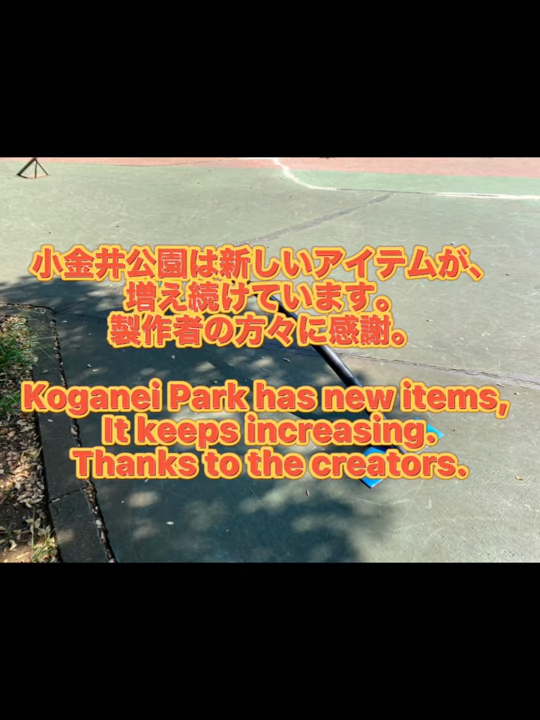 小金井公園は新しいアイテムが、
増え続けています。
製作者の方々に感謝。
Koganei Park has new items,
It keeps increasing.
Thanks to the creators.